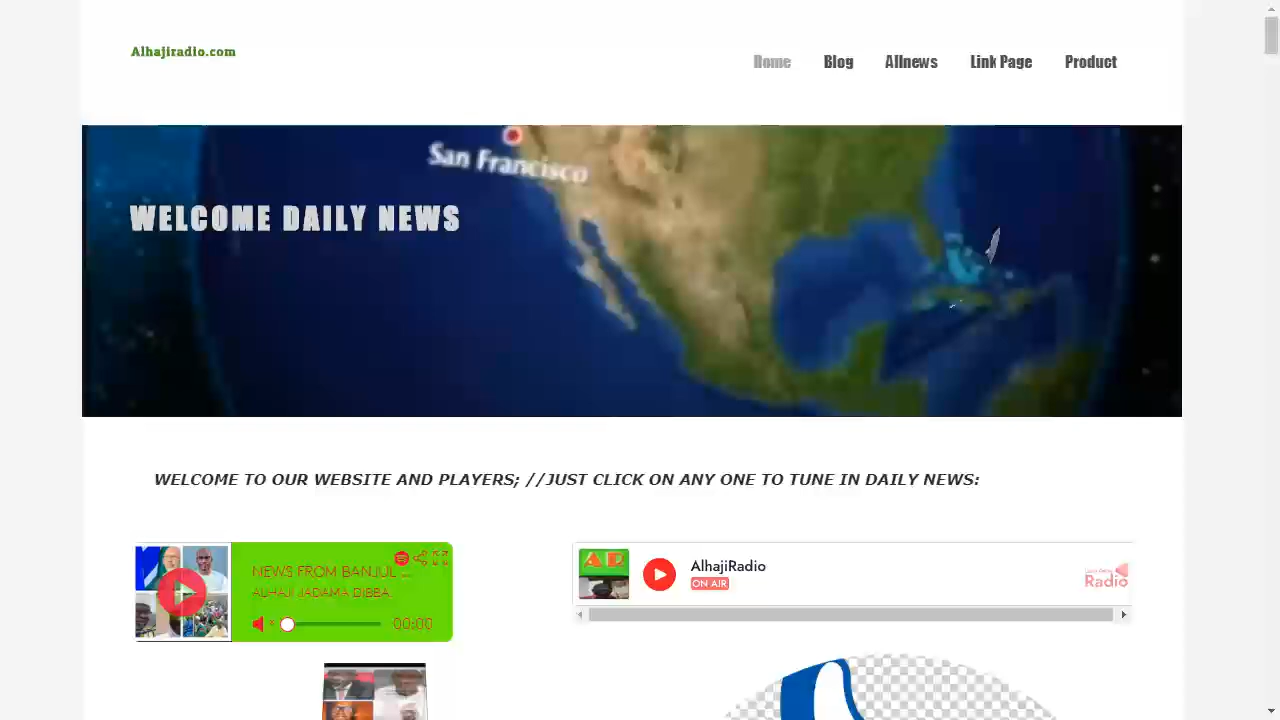 Alhajiradio.com
Home Blog Allnews Link Page Product
San Francisco
WELCOME DAILY NEWS
WELCOME TO OUR WEBSITE AND PLAYERS; //JUST CLICK ON ANY ONE TO TUNE IN DAILY NEWS:
NEWS FROM BANJUL ...
ALHAJI JADAMA DIBBA
00:00
AD
AlhajiRadio
ON AIR
Radio